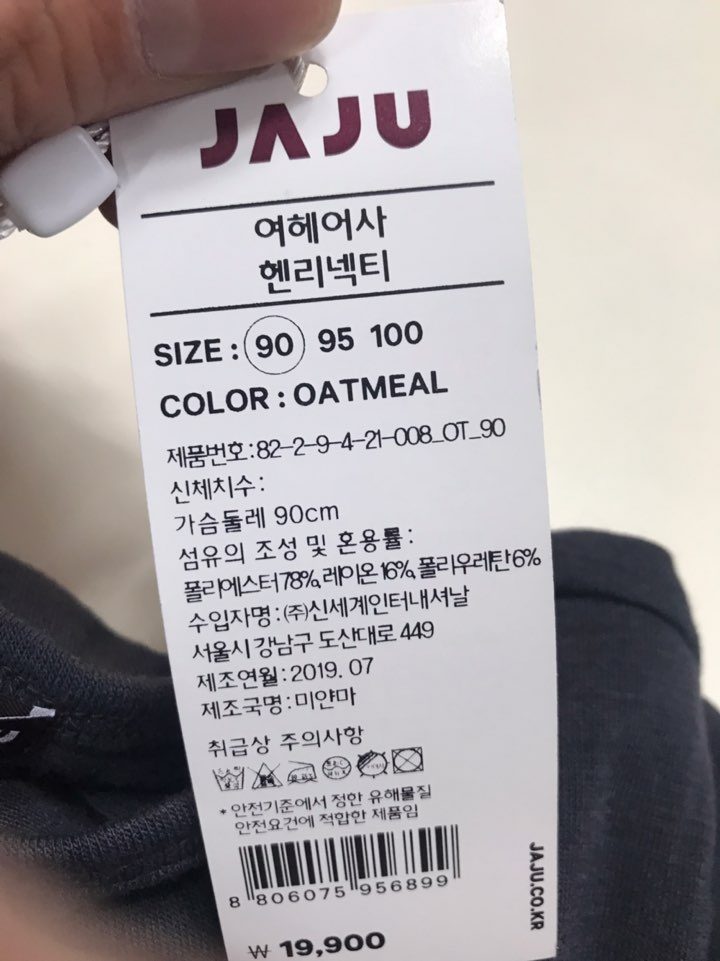 JAJU
여헤어사
헨리넥티
SIZE : 90 95 100
COLOR : OATMEAL
제품번호:82-2-9-4-21-008_OT_90
신체치수:
가슴둘레 90cm
섬유의 조성 및 혼용률:
폴리에스터78%,레이온16%,폴리우레탄6%
수입자명:㈜신세계인터내셔날
서울시 강남구 도산대로 449
제조연월:2019. 07
제조국명:미얀마
취급상 주의사항
*안전기준에서 정한 유해물질
안전요건에 적합한 제품임
8 806075 956899
₩ 19,900
JAJU.CO.KR